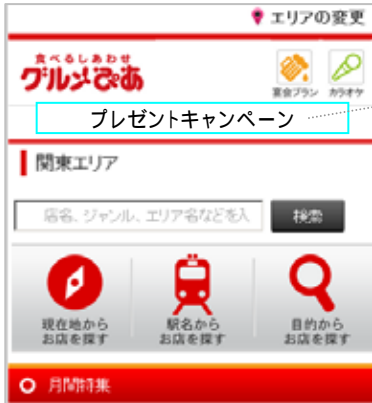 エリアの変更
食べるしあわせ
グルメぴあ
宴会プラン カラオケ
プレゼントキャンペーン
関東エリア
店名、ジャンル、エリア名などを入 検索
現在地から 駅名から 目的から
お店を探す お店を探す お店を探す
月間特集